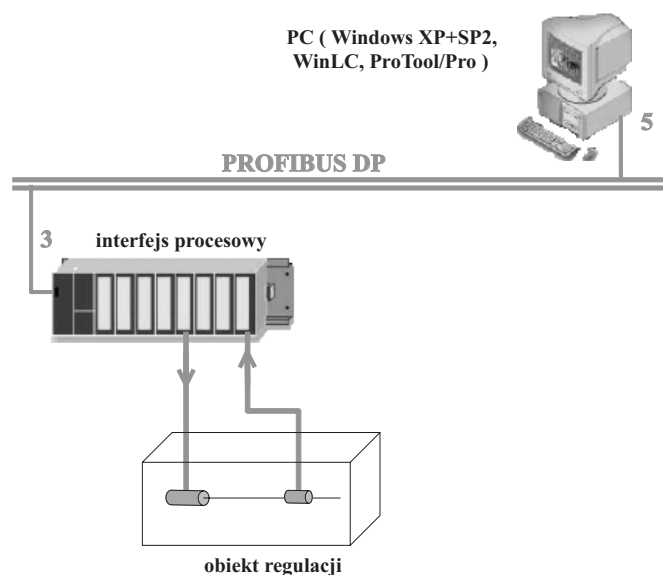 PC ( Windows XP+SP2,
WinLC, ProTool/Pro )
5
PROFIBUS DP
3
interfejs procesowy
obiekt regulacji